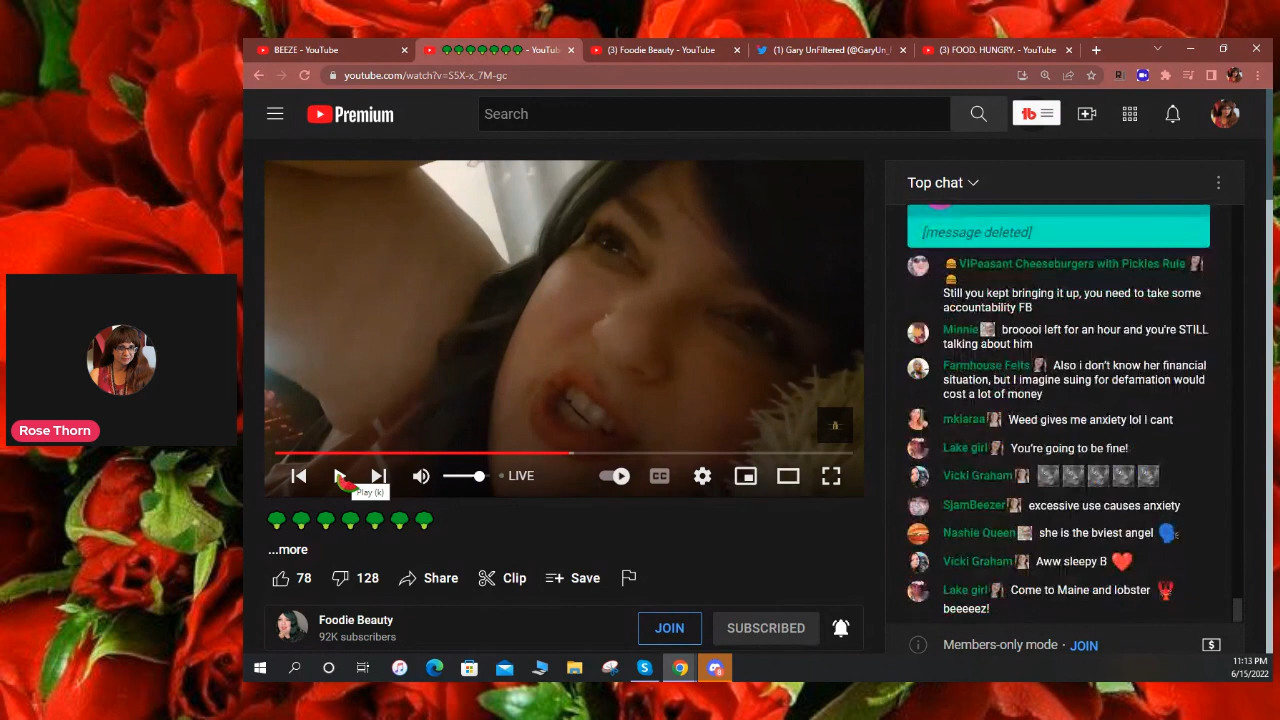 BEEZE - YouTube
🥦🥦🥦🥦🥦🥦🥦 - YouTub
(3) Foodie Beauty - YouTube
(1) Gary UnFiltered (@GaryUn_F
(3) FOOD. HUNGRY. - YouTube
youtube.com/watch?v=S5X-x_7M-gc
Premium
Search
tb
Top chat
[message deleted]
🍔VIPeasant Cheeseburgers with Pickles Rule
🍔
Still you kept bringing it up, you need to take some
accountability FB
Minnie brooooi left for an hour and you're STILL
talking about him
Farmhouse Felts Also i don't know her financial
situation, but I imagine suing for defamation would
cost a lot of money
mkiaraa Weed gives me anxiety lol I cant
Lake girl You're going to be fine!
Vicki Graham
SjamBeezer excessive use causes anxiety
Nashie Queen she is the bviest angel 🗣
Vicki Graham Aww sleepy B ❤
Lake girl Come to Maine and lobster 🦞
beeeeez!
Members-only mode · JOIN
Rose Thorn
LIVE
CC
Play (k)
🥦🥦🥦🥦🥦🥦🥦
...more
78
128
Share
Clip
Save
Foodie Beauty
92K subscribers
JOIN
SUBSCRIBED
11:13 PM
6/15/2022